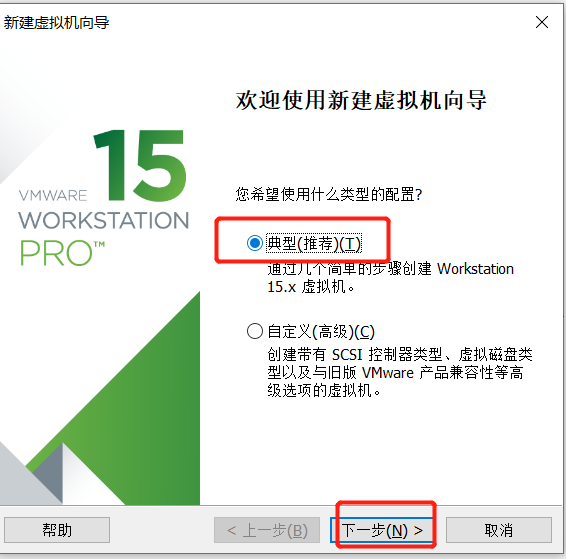 新建虚拟机向导
欢迎使用新建虚拟机向导
15
VMWARE
WORKSTATION
PRO™
您希望使用什么类型的配置?
典型(推荐)(T)
通过几个简单的步骤创建 Workstation
15.x 虚拟机。
自定义(高级)(C)
创建带有 SCSI 控制器类型、虚拟磁盘类
型以及与旧版 VMware 产品兼容性等高
级选项的虚拟机。
帮助
< 上一步(B)
下一步(N) >
取消